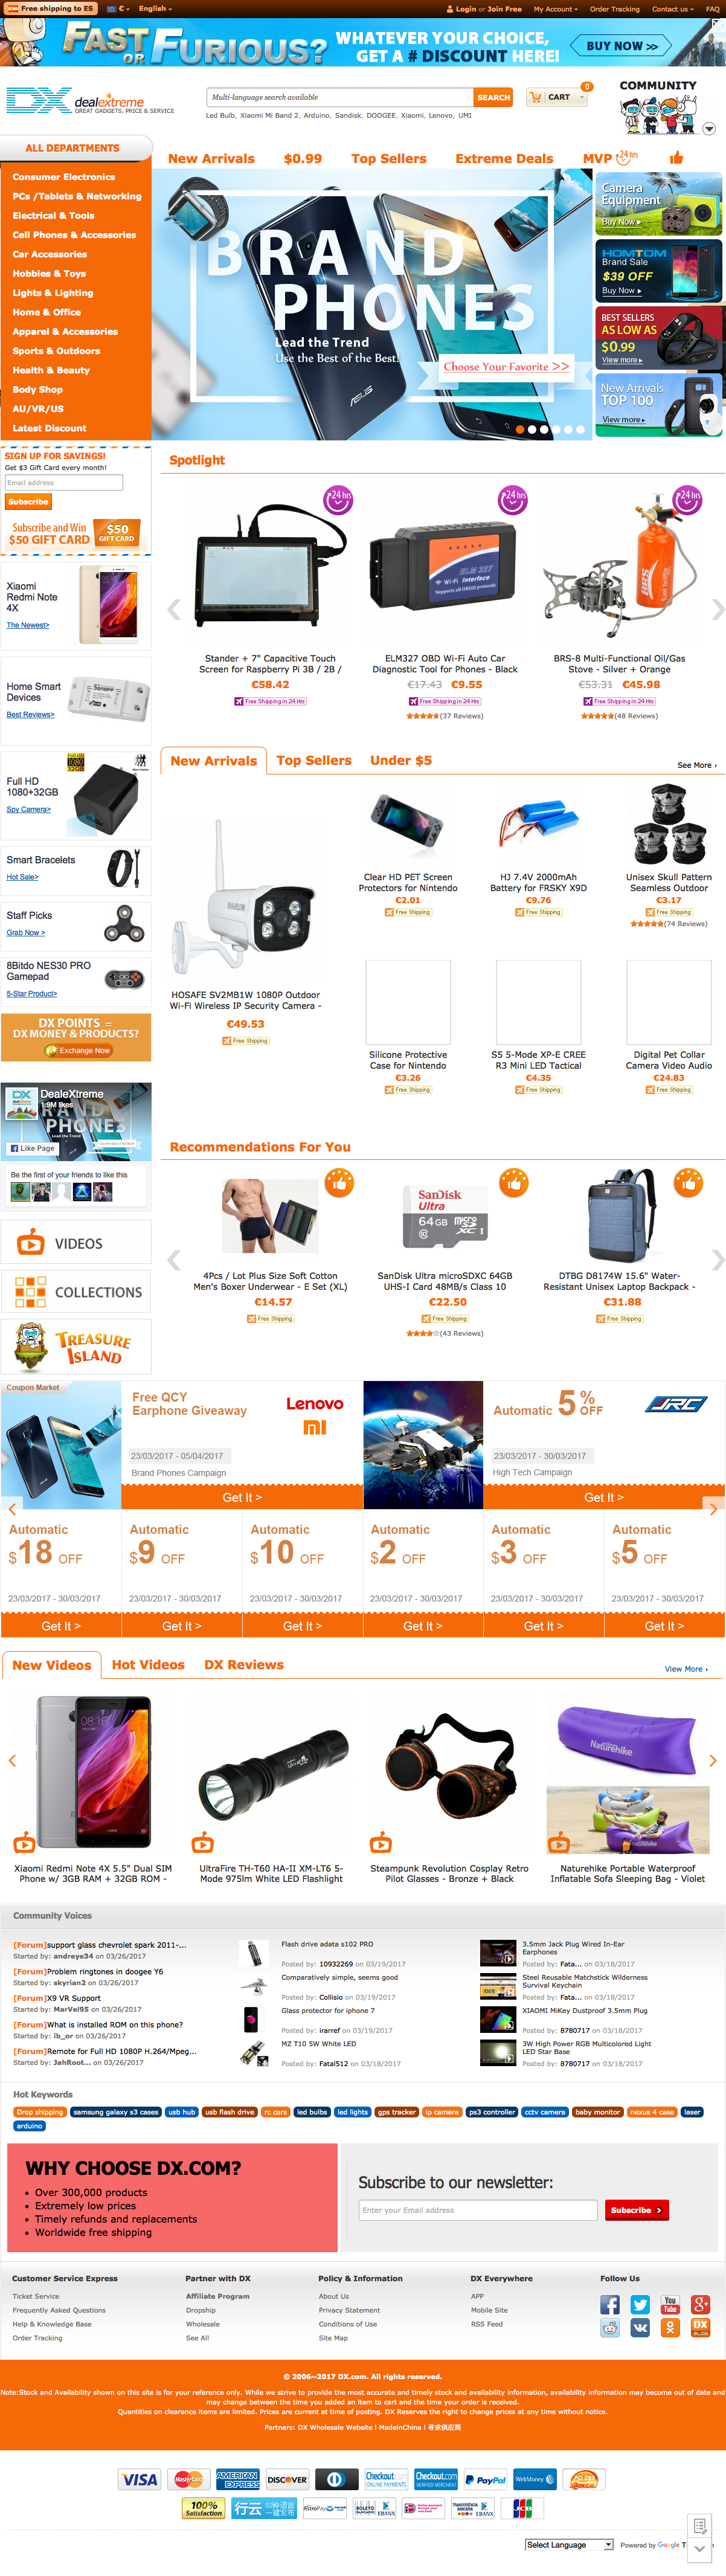 Free shipping to ES
€
English
Login or Join Free
My Account
Order Tracking
Contact us
FAQ
FAST OR FURIOUS?
WHATEVER YOUR CHOICE,
GET A # DISCOUNT HERE!
BUY NOW >>
DX dealextreme
GREAT GADGETS. PRICE & SERVICE
Multi-language search available
SEARCH
CART
0
COMMUNITY
Led Bulb, Xiaomi Mi Band 2, Arduino, Sandisk, DOOGEE, Xiaomi, Lenovo, UMI
ALL DEPARTMENTS
New Arrivals
$0.99
Top Sellers
Extreme Deals
MVP 24 hrs
Consumer Electronics
PCs /Tablets & Networking
Electrical & Tools
Cell Phones & Accessories
Car Accessories
Hobbies & Toys
Lights & Lighting
Home & Office
Apparel & Accessories
Sports & Outdoors
Health & Beauty
Body Shop
AU/VR/US
Latest Discount
BRAND
PHONES
Lead the Trend
Use the Best of the Best!
Choose Your Favorite >>
ASUS
Camera
Equipment
Buy Now
HOMTOM
Brand Sale
$39 OFF
Buy Now
BEST SELLERS
AS LOW AS
$0.99
View more
New Arrivals
TOP 100
View more
SIGN UP FOR SAVINGS!
Get $3 Gift Card every month!
Email address
Subscribe
Subscribe and Win
$50 GIFT CARD
$50
GIFT CARD
Xiaomi
Redmi Note
4X
The Newest>
Home Smart
Devices
Best Reviews>
Full HD
1080+32GB
Spy Camera>
FULL HD
1080
32GB
Smart Bracelets
Hot Sale>
Staff Picks
Grab Now >
8Bitdo NES30 PRO
Gamepad
5-Star Product>
DX POINTS =
DX MONEY & PRODUCTS?
Exchange Now
DealeXtreme
1.9M likes
Like Page
Be the first of your friends to like this
VIDEOS
COLLECTIONS
TREASURE
ISLAND
Spotlight
24 hrs
24 hrs
24 hrs
ELM 327
Wi-Fi Interface
Supports all OBDII protocols
Stander + 7" Capacitive Touch
Screen for Raspberry Pi 3B / 2B /
€58.42
Free Shipping in 24 Hrs
ELM327 OBD Wi-Fi Auto Car
Diagnostic Tool for Phones - Black
€17.43 €9.55
Free Shipping in 24 Hrs
(37 Reviews)
BRS-8 Multi-Functional Oil/Gas
Stove - Silver + Orange
€53.31 €45.98
Free Shipping in 24 Hrs
(48 Reviews)
New Arrivals
Top Sellers
Under $5
See More
HOSAFE SV2MB1W 1080P Outdoor
Wi-Fi Wireless IP Security Camera -
€49.53
Free Shipping
Clear HD PET Screen
Protectors for Nintendo
€2.01
Free Shipping
HJ 7.4V 2000mAh
Battery for FRSKY X9D
€9.76
Free Shipping
Unisex Skull Pattern
Seamless Outdoor
€3.17
Free Shipping
(74 Reviews)
Silicone Protective
Case for Nintendo
€3.26
Free Shipping
S5 5-Mode XP-E CREE
R3 Mini LED Tactical
€4.35
Free Shipping
Digital Pet Collar
Camera Video Audio
€24.83
Free Shipping
Recommendations For You
SanDisk
Ultra
64GB
4Pcs / Lot Plus Size Soft Cotton
Men's Boxer Underwear - E Set (XL)
€14.57
Free Shipping
SanDisk Ultra microSDXC 64GB
UHS-I Card 48MB/s Class 10
€22.50
Free Shipping
(43 Reviews)
DTBG D8174W 15.6" Water-
Resistant Unisex Laptop Backpack -
€31.88
Free Shipping
Coupon Market
Free QCY
Earphone Giveaway
Lenovo
MI
23/03/2017 - 05/04/2017
Brand Phones Campaign
Get It >
Automatic 5 % OFF
JJRC
23/03/2017 - 30/03/2017
High Tech Campaign
Get It >
Automatic
$18 OFF
23/03/2017 - 30/03/2017
Get It >
Automatic
$9 OFF
23/03/2017 - 30/03/2017
Get It >
Automatic
$10 OFF
23/03/2017 - 30/03/2017
Get It >
Automatic
$2 OFF
23/03/2017 - 30/03/2017
Get It >
Automatic
$3 OFF
23/03/2017 - 30/03/2017
Get It >
Automatic
$5 OFF
23/03/2017 - 30/03/2017
Get It >
New Videos
Hot Videos
DX Reviews
View More
Naturehike
Xiaomi Redmi Note 4X 5.5" Dual SIM
Phone w/ 3GB RAM + 32GB ROM -
UltraFire TH-T60 HA-II XM-LT6 5-
Mode 975lm White LED Flashlight
Steampunk Revolution Cosplay Retro
Pilot Glasses - Bronze + Black
Naturehike Portable Waterproof
Inflatable Sofa Sleeping Bag - Violet
Community Voices
[Forum]support glass chevrolet spark 2011-...
Started by: andreye34 on 03/26/2017
[Forum]Problem ringtones in doogee Y6
Started by: skyrian2 on 03/26/2017
[Forum]X9 VR Support
Started by: MarVel95 on 03/26/2017
[Forum]What is installed ROM on this phone?
Started by: ib_or on 03/26/2017
[Forum]Remote for Full HD 1080P H.264/Mpeg...
Started by: JahRoot... on 03/26/2017
Flash drive adata s102 PRO
Posted by: 10932269 on 03/19/2017
Comparatively simple, seems good
Posted by: Collisio on 03/19/2017
Glass protector for iphone 7
Posted by: irarref on 03/19/2017
MZ T10 5W White LED
Posted by: Fatal512 on 03/18/2017
3.5mm Jack Plug Wired In-Ear
Earphones
Posted by: Fata... on 03/18/2017
Steel Reusable Matchstick Wilderness
Survival Keychain
Posted by: Fata... on 03/18/2017
XIAOMI MiKey Dustproof 3.5mm Plug
Posted by: 8780717 on 03/18/2017
3W High Power RGB Multicolored Light
LED Star Base
Posted by: 8780717 on 03/18/2017
Hot Keywords
Drop shipping
samsung galaxy s3 cases
usb hub
usb flash drive
rc cars
led bulbs
led lights
gps tracker
ip camera
ps3 controller
cctv camera
baby monitor
nexus 4 case
laser
arduino
WHY CHOOSE DX.COM?
Over 300,000 products
Extremely low prices
Timely refunds and replacements
Worldwide free shipping
Subscribe to our newsletter:
Enter your Email address
Subscribe >
Customer Service Express
Ticket Service
Frequently Asked Questions
Help & Knowledge Base
Order Tracking
Partner with DX
Affiliate Program
Dropship
Wholesale
See All
Policy & Information
About Us
Privacy Statement
Conditions of Use
Site Map
DX Everywhere
APP
Mobile Site
RSS Feed
Follow Us
© 2006~2017 DX.com. All rights reserved.
Note:Stock and Availability shown on this site is for your reference only. While we strive to provide the most accurate and timely stock and availability information, availability information may become out of date and
may change between the time you added an item to cart and the time your order is received.
Quantities on clearance items are limited. Prices are current at time of posting. DX Reserves the right to change prices at any time without notice.
Partners: DX Wholesale Website | MadeinChina | 寻求供应商
VISA
MasterCard
AMERICAN EXPRESS
DISCOVER
Checkout.com
ONLINE PAYMENTS
Checkout.com
VERIFIED MERCHANT
PayPal
WebMoney
100%
Satisfaction
行云
52种语言
一键发布
AstroPay
BOLETO
EBANX
EBANX
JCB
Select Language
Powered by Google